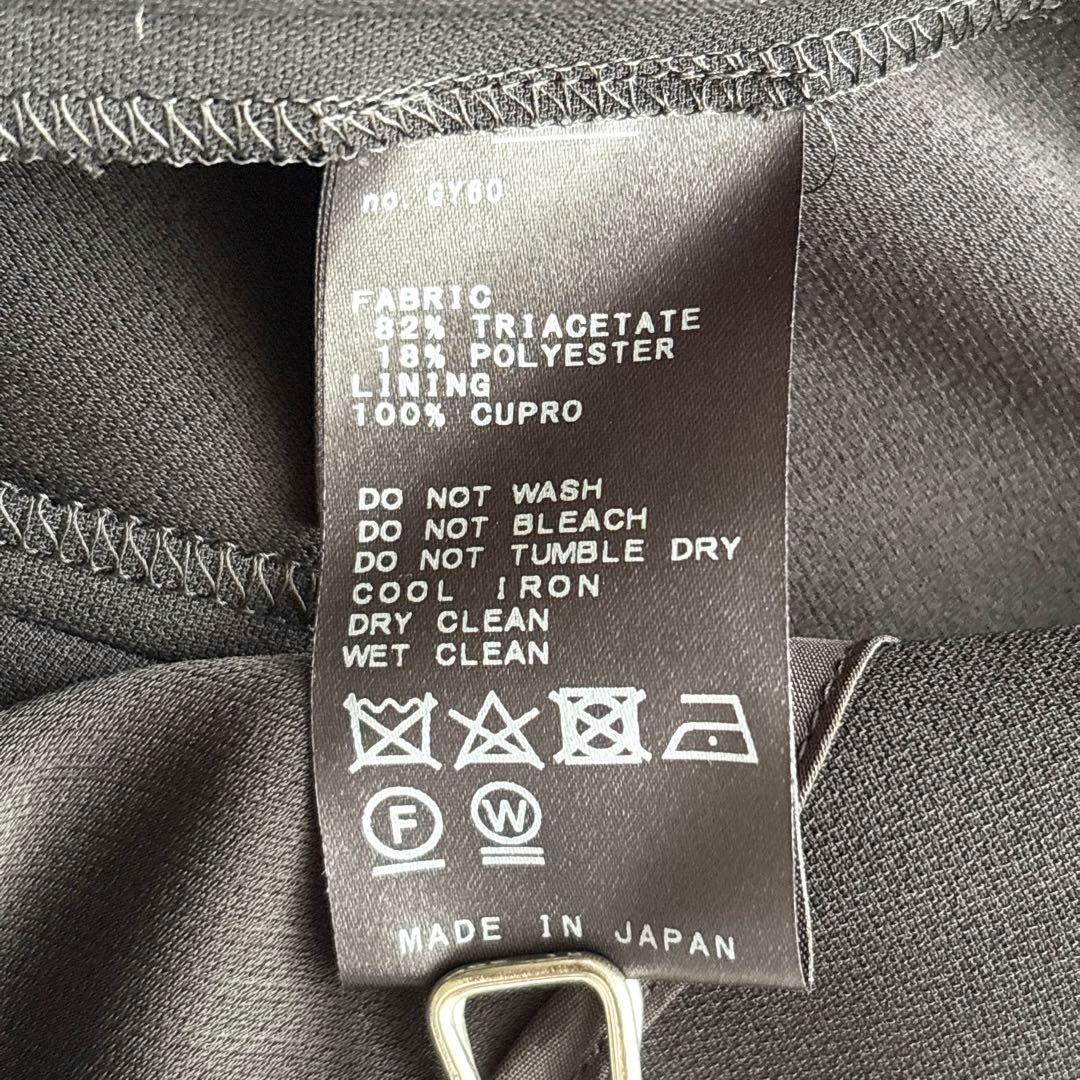 no. GY60
FABRIC
82% TRIACETATE
18% POLYESTER
LINING
100% CUPRO
DO NOT WASH
DO NOT BLEACH
DO NOT TUMBLE DRY
COOL IRON
DRY CLEAN
WET CLEAN
F W
MADE IN JAPAN